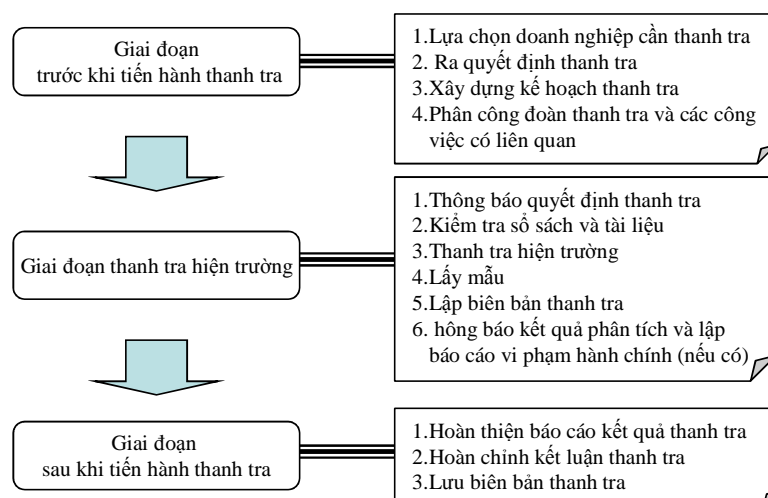 Giai đoạn
trước khi tiến hành thanh tra
1.Lựa chọn doanh nghiệp cần thanh tra
2. Ra quyết định thanh tra
3.Xây dựng kế hoạch thanh tra
4.Phân công đoàn thanh tra và các công
việc có liên quan
Giai đoạn thanh tra hiện trường
1.Thông báo quyết định thanh tra
2.Kiểm tra sổ sách và tài liệu
3.Thanh tra hiện trường
4.Lấy mẫu
5.Lập biên bản thanh tra
6. hông báo kết quả phân tích và lập
báo cáo vi phạm hành chính (nếu có)
Giai đoạn
sau khi tiến hành thanh tra
1.Hoàn thiện báo cáo kết quả thanh tra
2.Hoàn chỉnh kết luận thanh tra
3.Lưu biên bản thanh tra